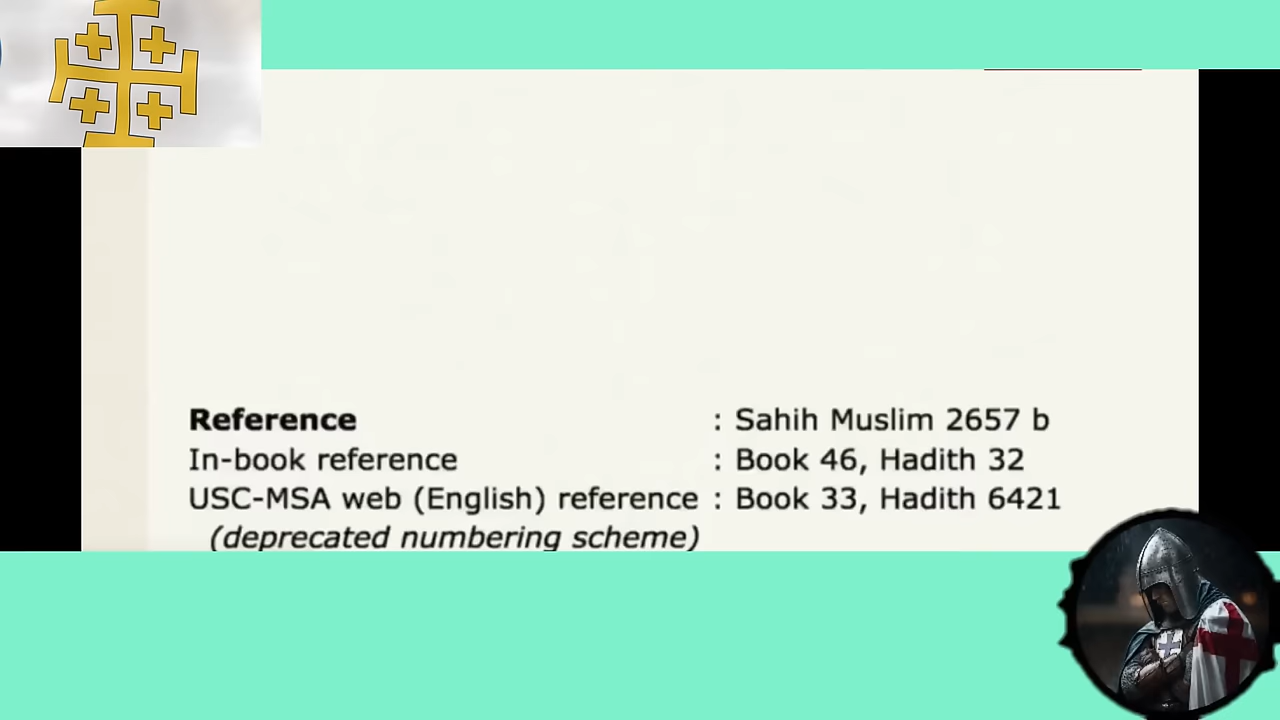 Reference : Sahih Muslim 2657 b
In-book reference : Book 46, Hadith 32
USC-MSA web (English) reference : Book 33, Hadith 6421
(deprecated numbering scheme)